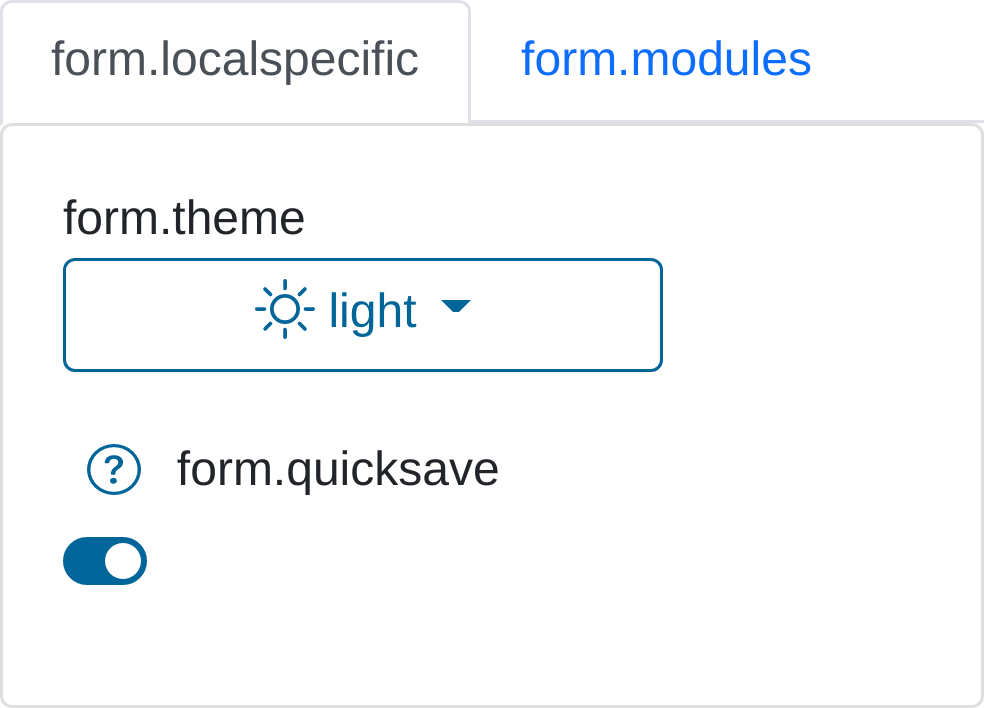 form.localspecific
form.modules
form.theme
light
? form.quicksave